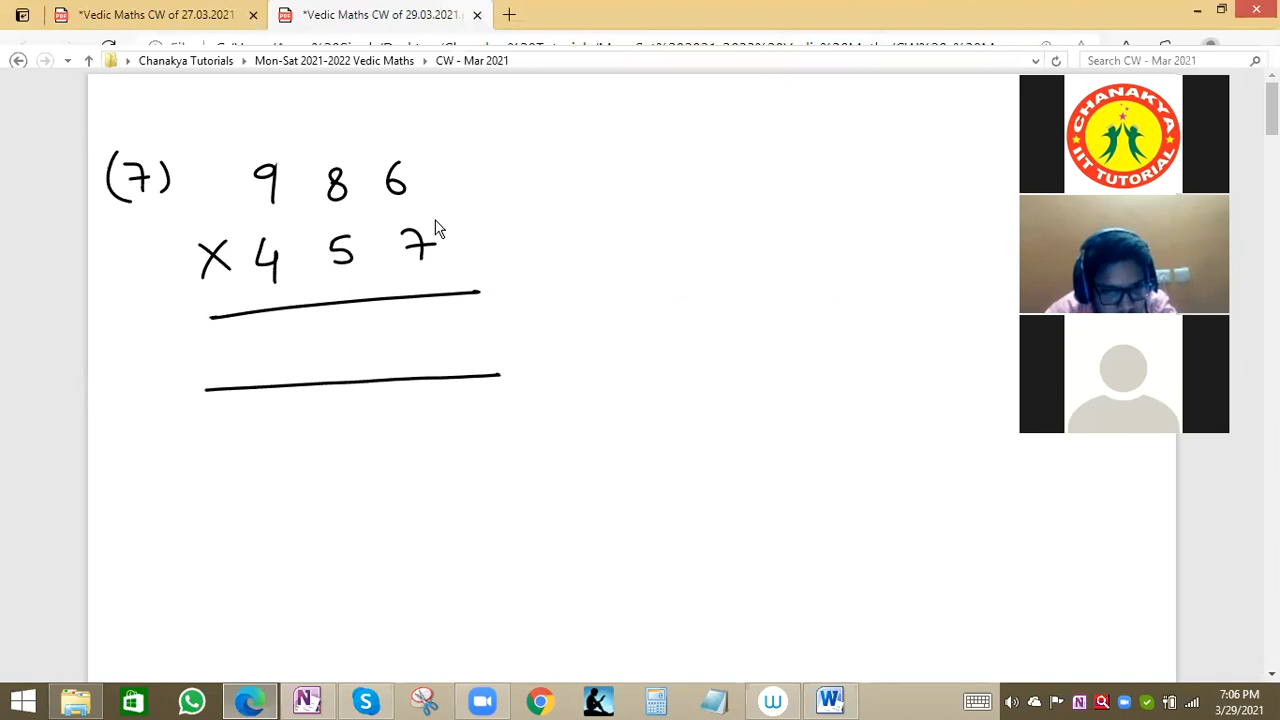 *Vedic Maths CW of 27.03.2021
*Vedic Maths CW of 29.03.2021.
Chanakya Tutorials
Mon-Sat 2021-2022 Vedic Maths
CW - Mar 2021
Search CW - Mar 2021
(7) 9 8 6
X 4 5 7
CHANAKYA
IIT TUTORIAL
7:06 PM
3/29/2021